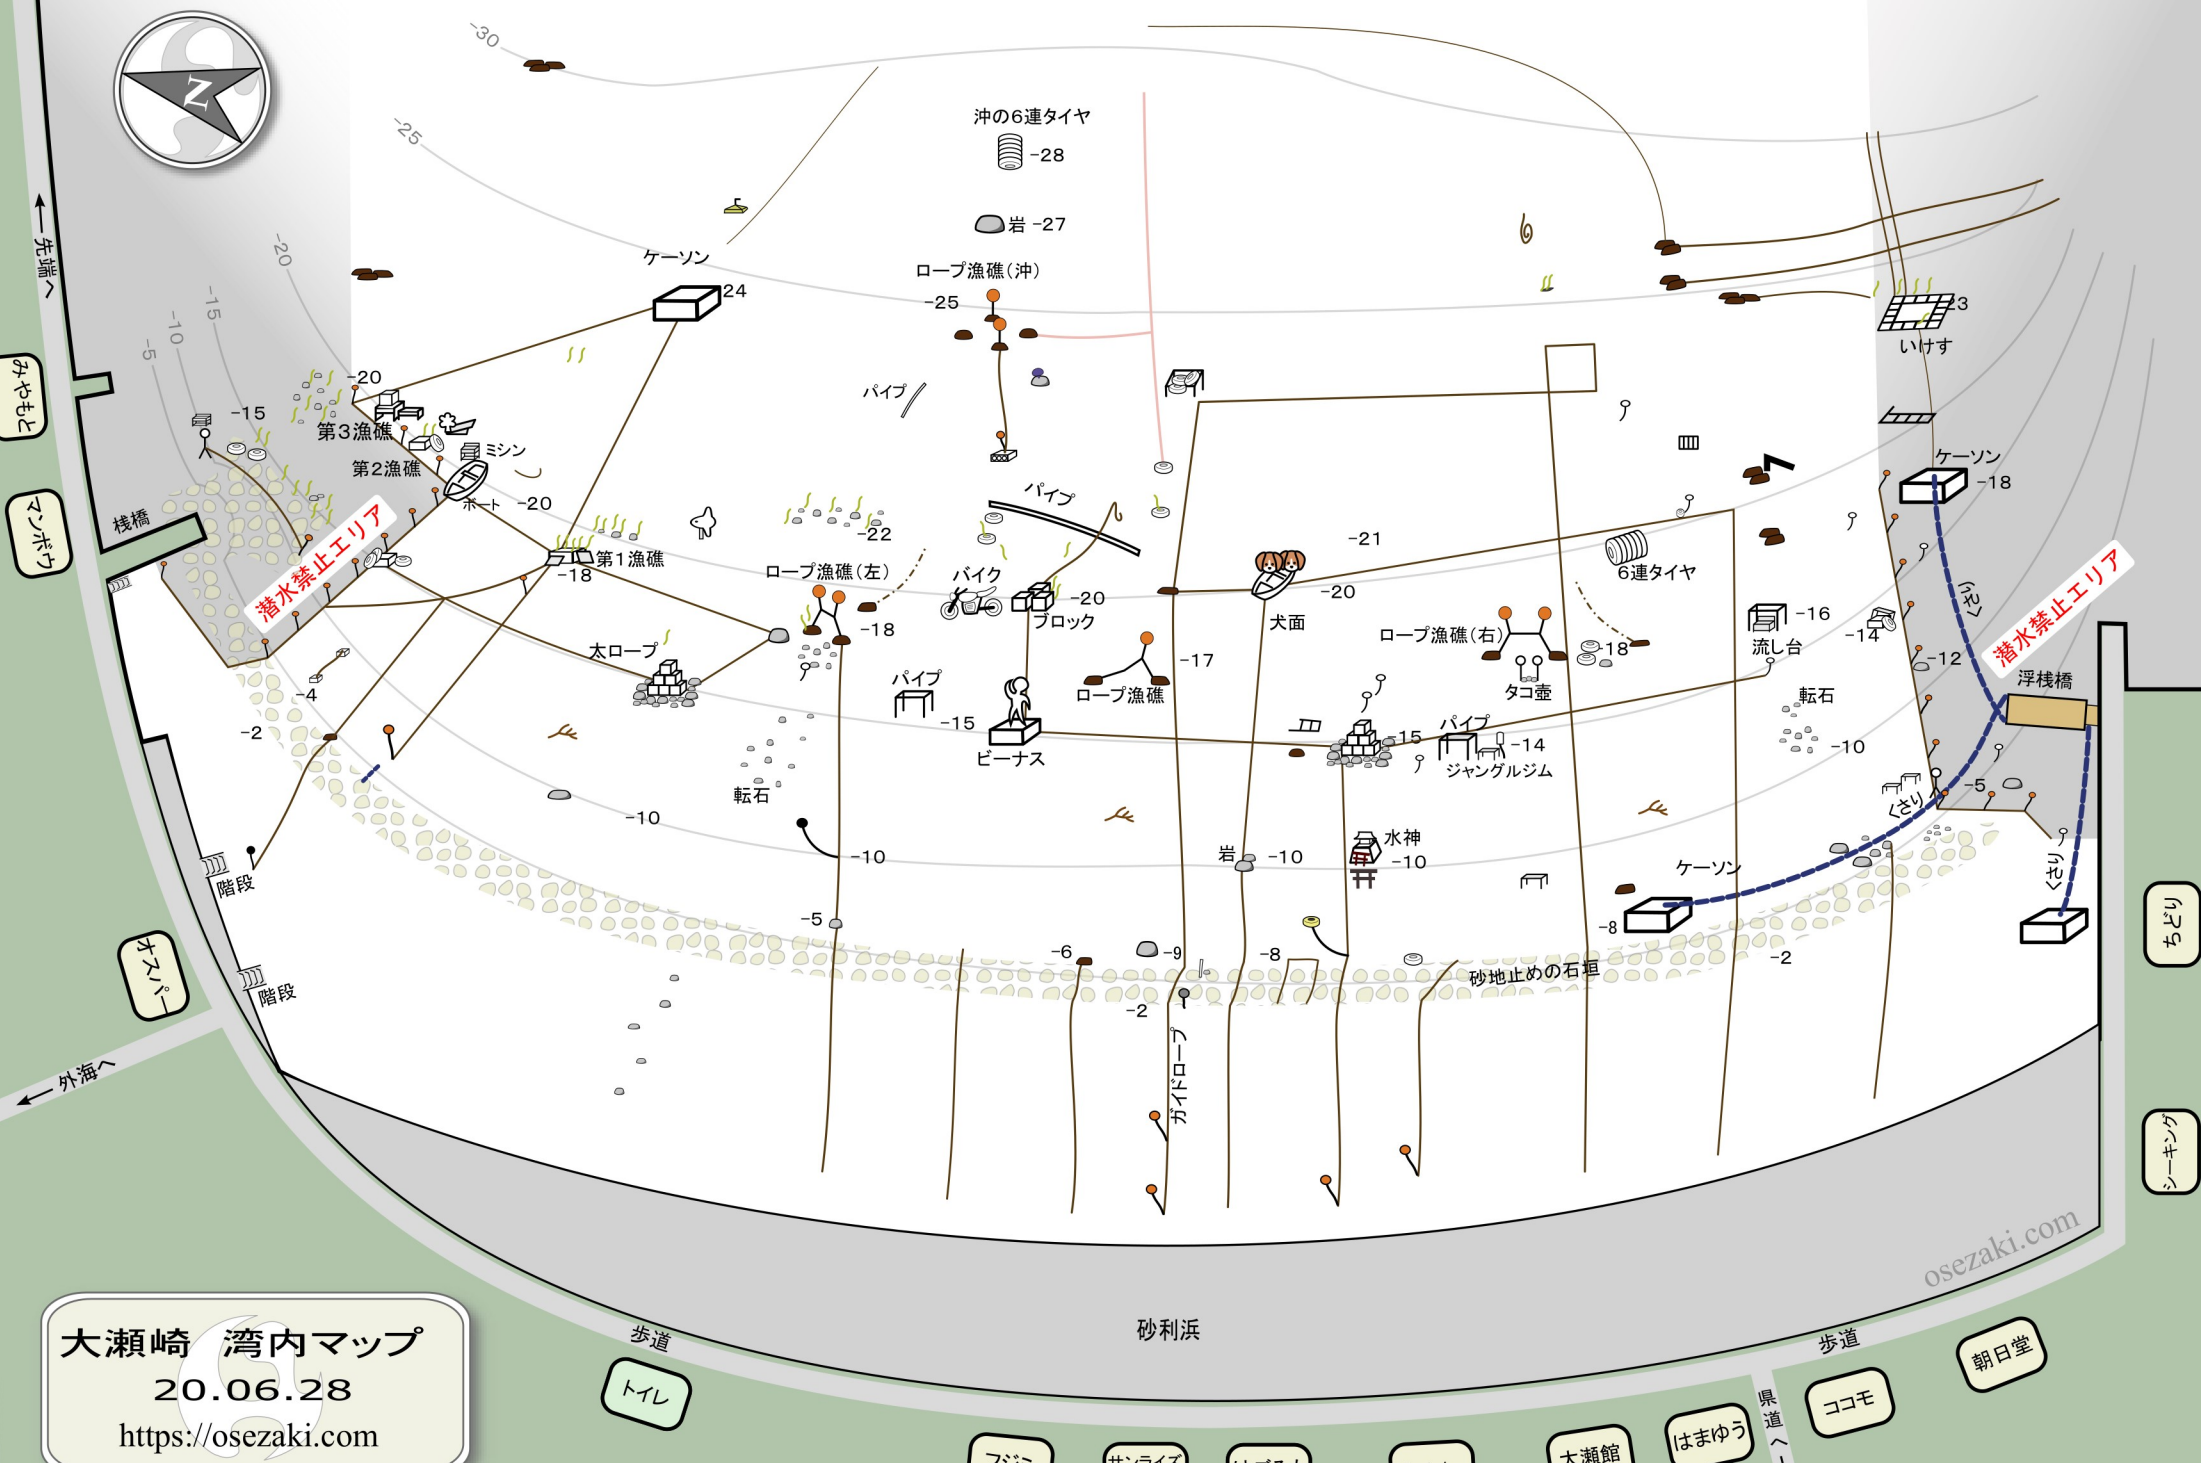 -30
-25
-20
-15
-10
-5
N
←先端へ
沖の6連タイヤ
-28
岩 -27
ケーソン
24
ロープ漁礁(沖)
-25
23
いけす
みやもと
-20
-15
第3漁礁
第2漁礁
ミシン
ボート
-20
パイプ
パイプ
ケーソン
-18
マンボウ
桟橋
潜水禁止エリア
第1漁礁
-18
-22
ロープ漁礁(左)
-18
バイク
-20
ブロック
-21
-20
犬面
6連タイヤ
くさり
潜水禁止エリア
太ロープ
パイプ
-15
ビーナス
-17
ロープ漁礁
ロープ漁礁(右)
タコ壺
-18
-16
流し台
-14
-12
浮桟橋
転石
-10
-4
-2
転石
-15
パイプ
-14
ジャングルジム
-5
くさり
くさり
-10
-10
岩
-10
水神
-10
ケーソン
-8
階段
階段
-5
-6
-9
-8
-2
砂地止めの石垣
-2
ガイドロープ
オスパー
←外海へ
ちどり
シーキング
osezaki.com
砂利浜
歩道
歩道
トイレ
県道へ
ココモ
朝日堂
はまゆう
大瀬館
フジミ
サンライズ
大瀬崎 湾内マップ
20.06.28
https://osezaki.com